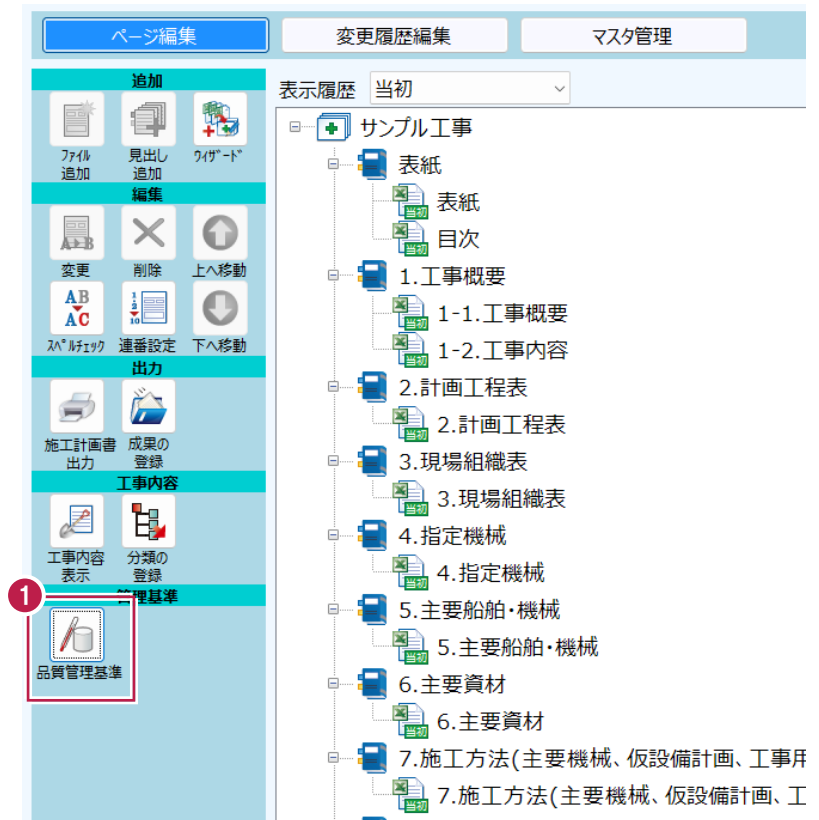 ページ編集
変更履歴編集
マスタ管理
追加
ファイル
追加
見出し
追加
ウィザード
編集
変更
削除
上へ移動
スペルチェック
連番設定
下へ移動
出力
施工計画書
出力
成果の
登録
工事内容
工事内容
表示
分類の
登録
管理基準
1
品質管理基準
表示履歴 当初
サンプル工事
表紙
当初 表紙
当初 目次
1.工事概要
当初 1-1.工事概要
当初 1-2.工事内容
2.計画工程表
当初 2.計画工程表
3.現場組織表
当初 3.現場組織表
4.指定機械
当初 4.指定機械
5.主要船舶・機械
当初 5.主要船舶・機械
6.主要資材
当初 6.主要資材
7.施工方法(主要機械、仮設備計画、工事用
当初 7.施工方法(主要機械、仮設備計画、工